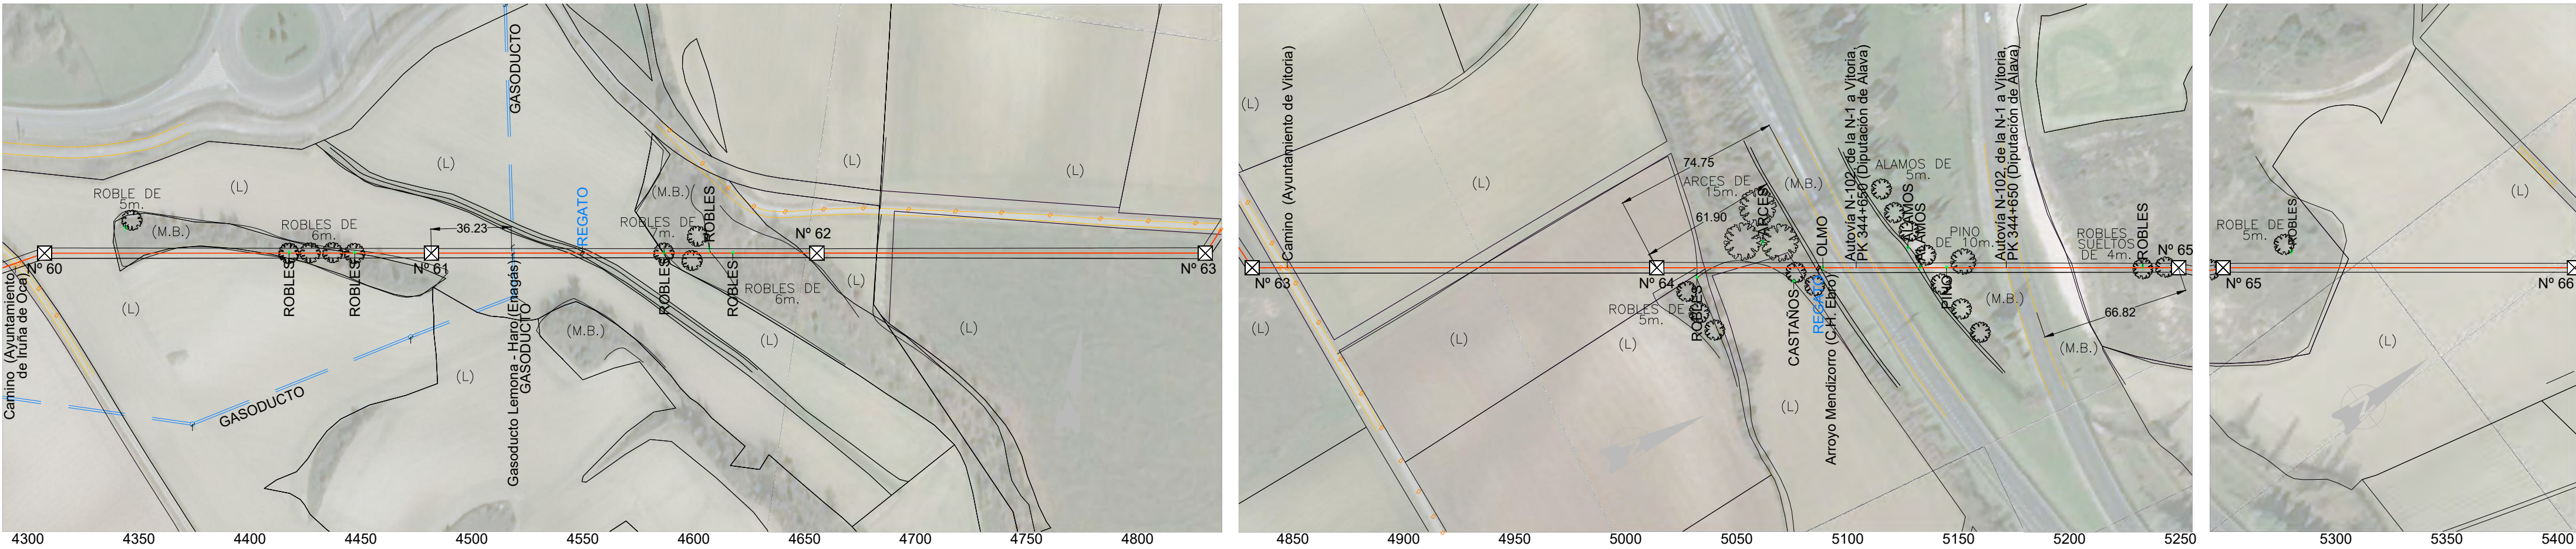 GASODUCTO
(L)
(L)
(L)
(L)
ROBLE DE
5m.
(M.B.)
ROBLES DE
6m.
REGATO
(M.B.)
ROBLES DE
7m.
ROBLES
36.23
Nº 60
ROBLES
ROBLES
Nº 61
ROBLES
ROBLES
Nº 62
Nº 63
ROBLES DE
6m.
(L)
(L)
(M.B.)
(L)
(L)
(L)
Camino (Ayuntamiento
de Iruña de Oca)
GASODUCTO
Gasoducto Lemona - Haro (Enagas)
GASODUCTO
4300
4350
4400
4450
4500
4550
4600
4650
4700
4750
4800
(L)
Camino (Ayuntamiento de Vitoria)
(L)
74.75
ARCES DE
15m.
61.90
ARCES
(M.B.)
OLMO
Autovía N-102, de la N-1 a Vitoria.
PK 344+650 (Diputación de Alava)
ALAMOS DE
5m.
ALAMOS
ALAMOS
PINO
DE 10m.
Autovía N-102, de la N-1 a Vitoria.
PK 344+650 (Diputación de Alava)
ROBLES
SUELTOS
DE 4m.
ROBLES
Nº 65
Nº 63
Nº 64
ROBLES DE
5m.
ROBLES
CASTAÑOS
REGATO
Arroyo Mendizorro (C.H. Ebro)
PINO
(M.B.)
66.82
(M.B.)
(L)
(L)
(L)
(L)
4850
4900
4950
5000
5050
5100
5150
5200
5250
ROBLE DE
5m.
ROBLES
(L)
Nº 65
Nº 66
(L)
5300
5350
5400